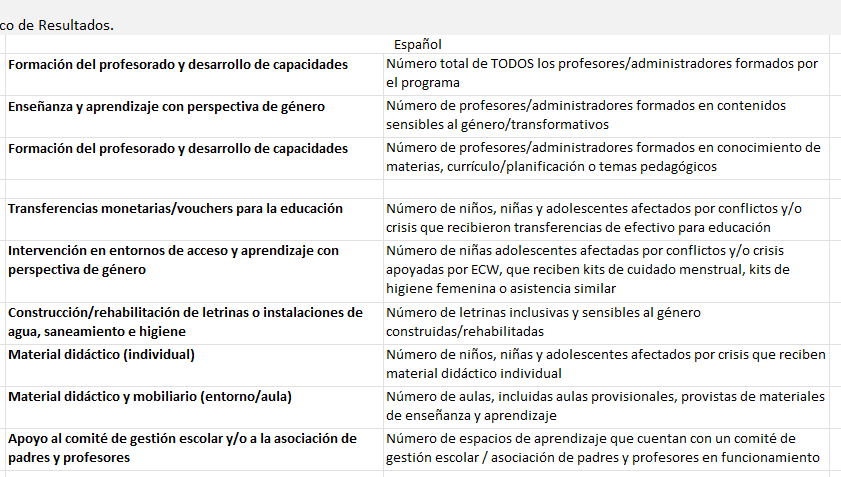 co de Resultados.
Español
Formación del profesorado y desarrollo de capacidades
Número total de TODOS los profesores/administradores formados por
el programa
Enseñanza y aprendizaje con perspectiva de género
Número de profesores/administradores formados en contenidos
sensibles al género/transformativos
Formación del profesorado y desarrollo de capacidades
Número de profesores/administradores formados en conocimiento de
materias, currículo/planificación o temas pedagógicos
Transferencias monetarias/vouchers para la educación
Número de niños, niñas y adolescentes afectados por conflictos y/o
crisis que recibieron transferencias de efectivo para educación
Intervención en entornos de acceso y aprendizaje con
perspectiva de género
Número de niñas adolescentes afectadas por conflictos y/o crisis
apoyadas por ECW, que reciben kits de cuidado menstrual, kits de
higiene femenina o asistencia similar
Construcción/rehabilitación de letrinas o instalaciones de
agua, saneamiento e higiene
Número de letrinas inclusivas y sensibles al género
construidas/rehabilitadas
Material didáctico (individual)
Número de niños, niñas y adolescentes afectados por crisis que reciben
material didáctico individual
Material didáctico y mobiliario (entorno/aula)
Número de aulas, incluidas aulas provisionales, provistas de materiales
de enseñanza y aprendizaje
Apoyo al comité de gestión escolar y/o a la asociación de
padres y profesores
Número de espacios de aprendizaje que cuentan con un comité de
gestión escolar / asociación de padres y profesores en funcionamiento